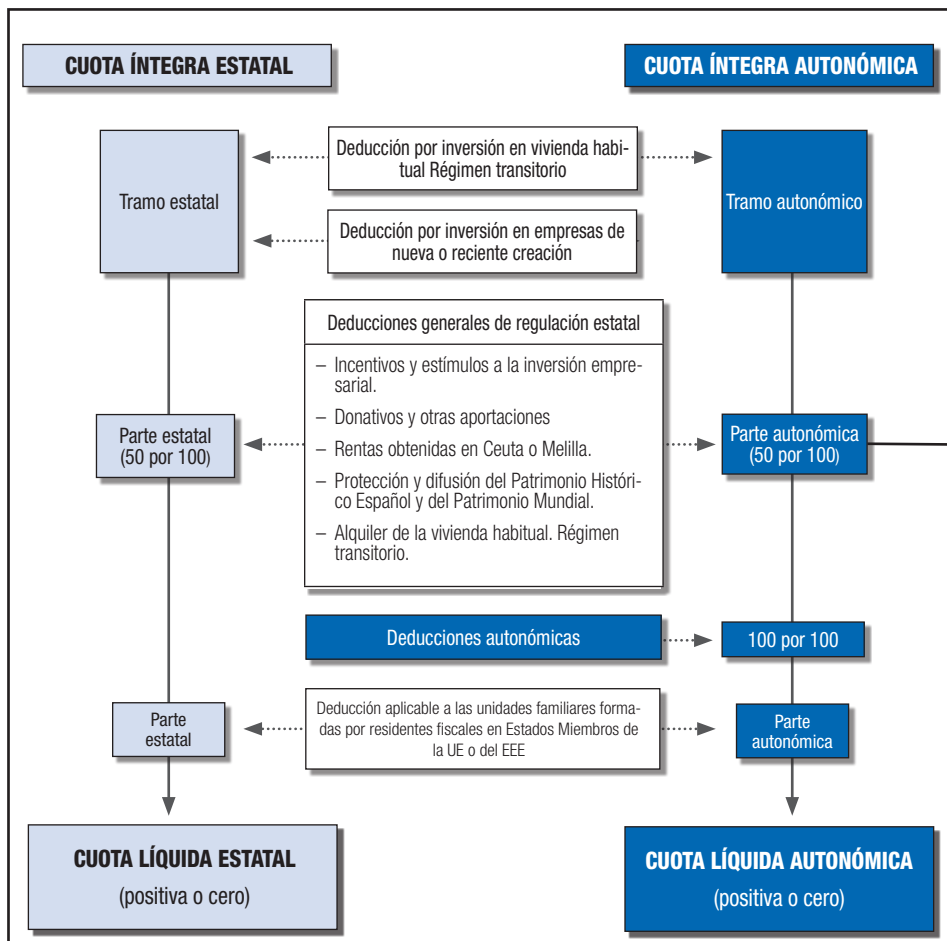 CUOTA ÍNTEGRA ESTATAL
CUOTA ÍNTEGRA AUTONÓMICA
Tramo estatal
Deducción por inversión en vivienda habi-
tual Régimen transitorio
Tramo autonómico
Deducción por inversión en empresas de
nueva o reciente creación
Deducciones generales de regulación estatal
– Incentivos y estímulos a la inversión empre-
sarial.
– Donativos y otras aportaciones
– Rentas obtenidas en Ceuta o Melilla.
– Protección y difusión del Patrimonio Históri-
co Español y del Patrimonio Mundial.
– Alquiler de la vivienda habitual. Régimen
transitorio.
Parte estatal
(50 por 100)
Parte autonómica
(50 por 100)
Deducciones autonómicas
100 por 100
Parte
estatal
Deducción aplicable a las unidades familiares forma-
das por residentes fiscales en Estados Miembros de
la UE o del EEE
Parte
autonómica
CUOTA LÍQUIDA ESTATAL
(positiva o cero)
CUOTA LÍQUIDA AUTONÓMICA
(positiva o cero)